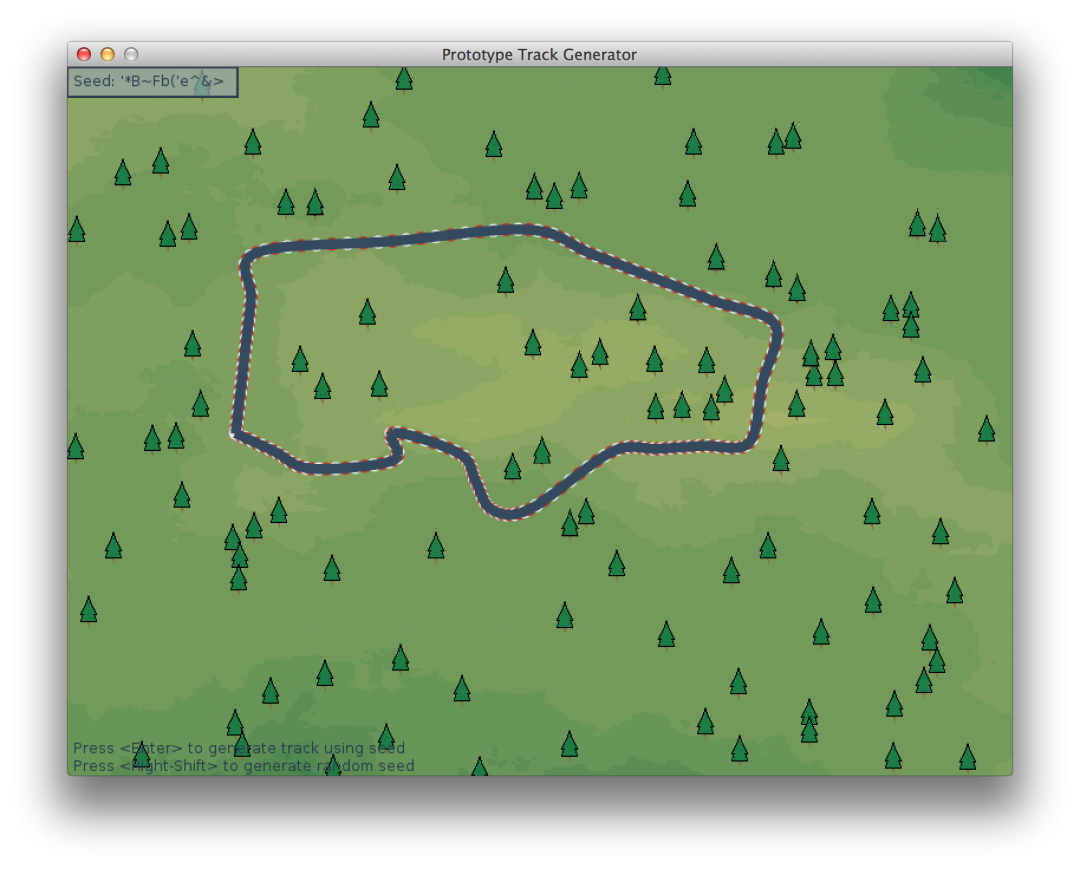 Prototype Track Generator
Seed: '*B~Fb('e^&>
Press <Enter> to generate track using seed
Press <Right-Shift> to generate random seed